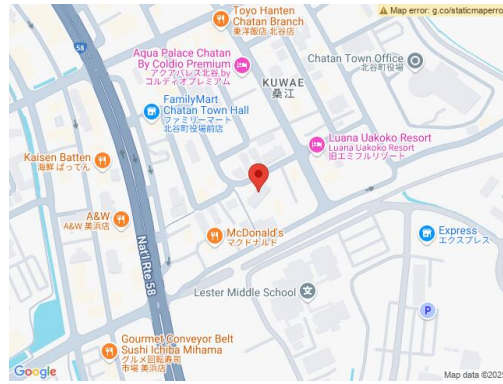 Map error: g.co/staticmaperror
Toyo Hanten
Chatan Branch
東洋飯店 北谷店
58
Aqua Palace Chatan
By Coldio Premium
アクアパレス北谷 by
コルディオプレミアム
Chatan Town Office
北谷町役場
KUWAE
桑江
FamilyMart
Chatan Town Hall
ファミリーマート
北谷町役場前店
Luana Uakoko Resort
Luana Uakoko Resort
旧エミフルリゾート
Kaisen Batten
海鮮 ばってん
A&W
A&W 美浜店
McDonald's
マクドナルド
Nat'l Rte 58
Express
エクスプレス
Lester Middle School
P
58
Gourmet Conveyor Belt
Sushi Ichiba Mihama
グルメ回転寿司
市場 美浜店
Google
Map data ©2025